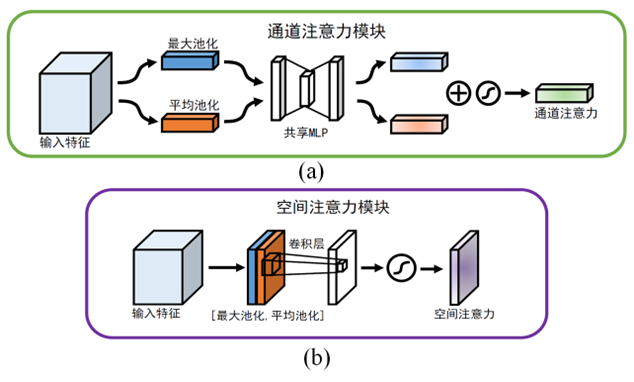 通道注意力模块
最大池化
平均池化
输入特征
共享MLP
通道注意力
(a)
空间注意力模块
卷积层
输入特征
[最大池化,平均池化]
空间注意力
(b)